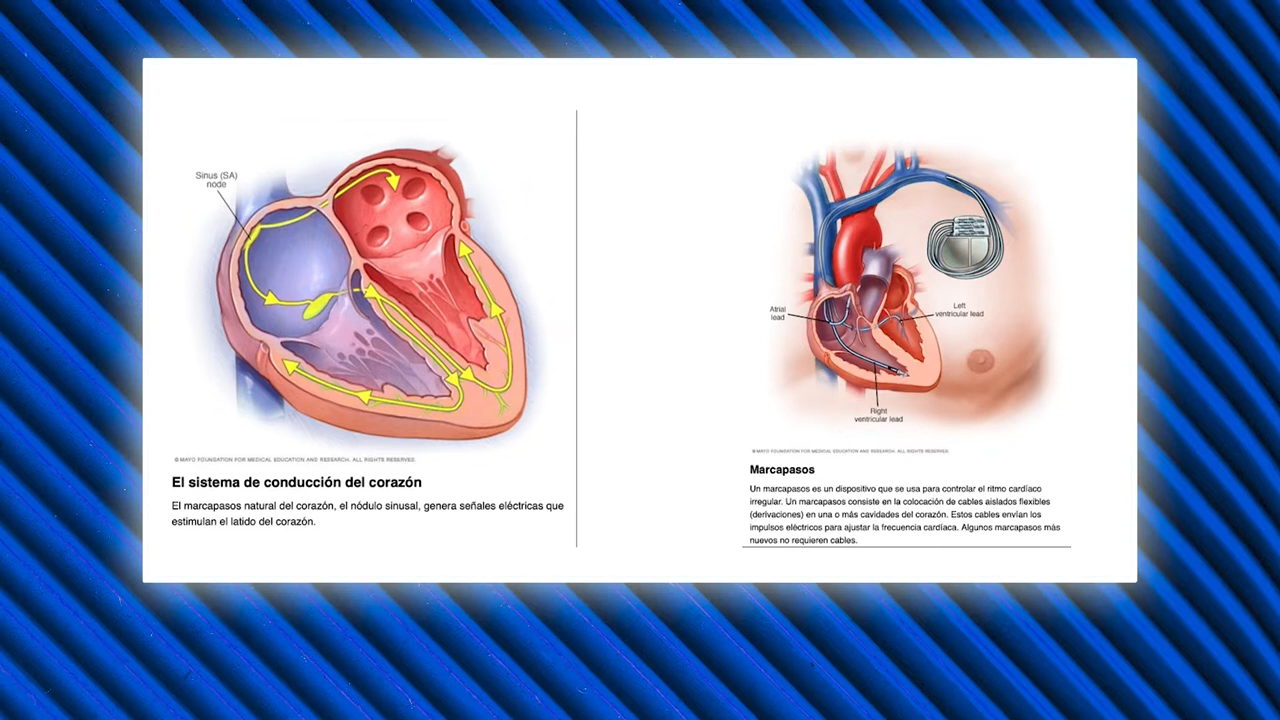 Sinus (SA)
node
© MAYO FOUNDATION FOR MEDICAL EDUCATION AND RESEARCH. ALL RIGHTS RESERVED.
El sistema de conducción del corazón
El marcapasos natural del corazón, el nódulo sinusal, genera señales eléctricas que
estimulan el latido del corazón.
Atrial
lead
Left
ventricular lead
Right
ventricular lead
© MAYO FOUNDATION FOR MEDICAL EDUCATION AND RESEARCH. ALL RIGHTS RESERVED.
Marcapasos
Un marcapasos es un dispositivo que se usa para controlar el ritmo cardíaco
irregular. Un marcapasos consiste en la colocación de cables aislados flexibles
(derivaciones) en una o más cavidades del corazón. Estos cables envían los
impulsos eléctricos para ajustar la frecuencia cardíaca. Algunos marcapasos más
nuevos no requieren cables.